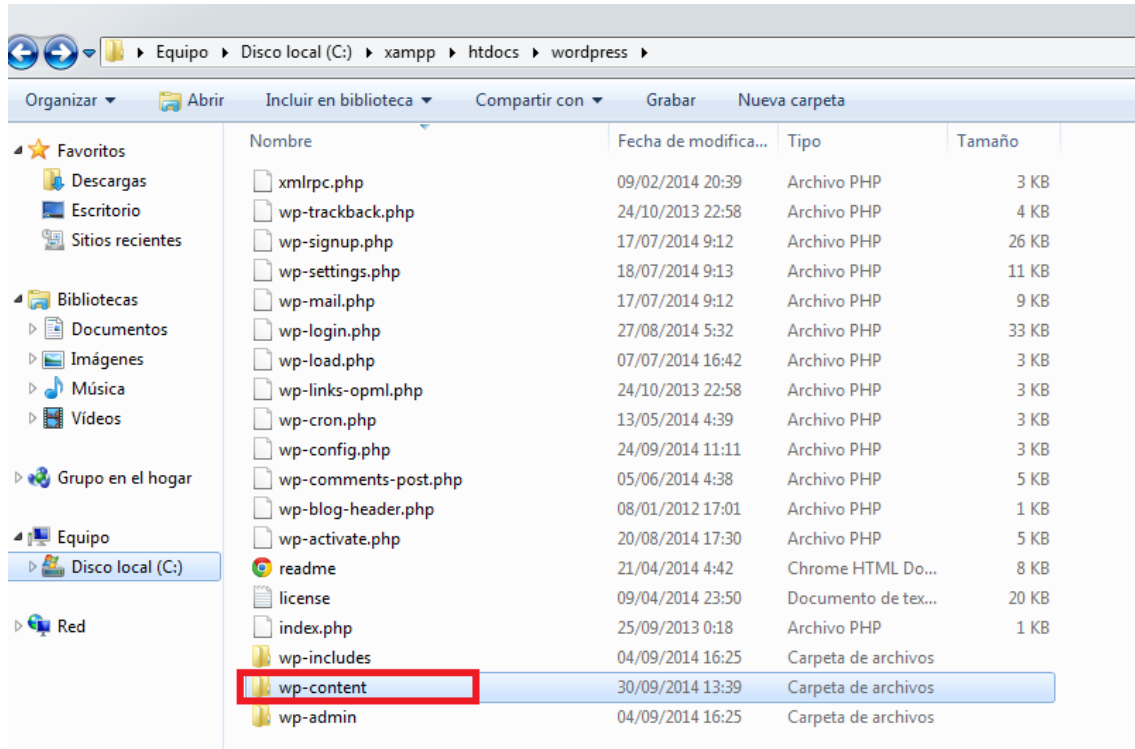 Equipo Disco local (C:) xampp htdocs wordpress
Organizar Abrir Incluir en biblioteca Compartir con Grabar Nueva carpeta
Favoritos
Descargas
Escritorio
Sitios recientes
Bibliotecas
Documentos
Imágenes
Música
Vídeos
Grupo en el hogar
Equipo
Disco local (C:)
Red
Nombre Fecha de modifica... Tipo Tamaño
xmlrpc.php 09/02/2014 20:39 Archivo PHP 3 KB
wp-trackback.php 24/10/2013 22:58 Archivo PHP 4 KB
wp-signup.php 17/07/2014 9:12 Archivo PHP 26 KB
wp-settings.php 18/07/2014 9:13 Archivo PHP 11 KB
wp-mail.php 17/07/2014 9:12 Archivo PHP 9 KB
wp-login.php 27/08/2014 5:32 Archivo PHP 33 KB
wp-load.php 07/07/2014 16:42 Archivo PHP 3 KB
wp-links-opml.php 24/10/2013 22:58 Archivo PHP 3 KB
wp-cron.php 13/05/2014 4:39 Archivo PHP 3 KB
wp-config.php 24/09/2014 11:11 Archivo PHP 3 KB
wp-comments-post.php 05/06/2014 4:38 Archivo PHP 5 KB
wp-blog-header.php 08/01/2012 17:01 Archivo PHP 1 KB
wp-activate.php 20/08/2014 17:30 Archivo PHP 5 KB
readme 21/04/2014 4:42 Chrome HTML Do... 8 KB
license 09/04/2014 23:50 Documento de tex... 20 KB
index.php 25/09/2013 0:18 Archivo PHP 1 KB
wp-includes 04/09/2014 16:25 Carpeta de archivos
wp-content 30/09/2014 13:39 Carpeta de archivos
wp-admin 04/09/2014 16:25 Carpeta de archivos